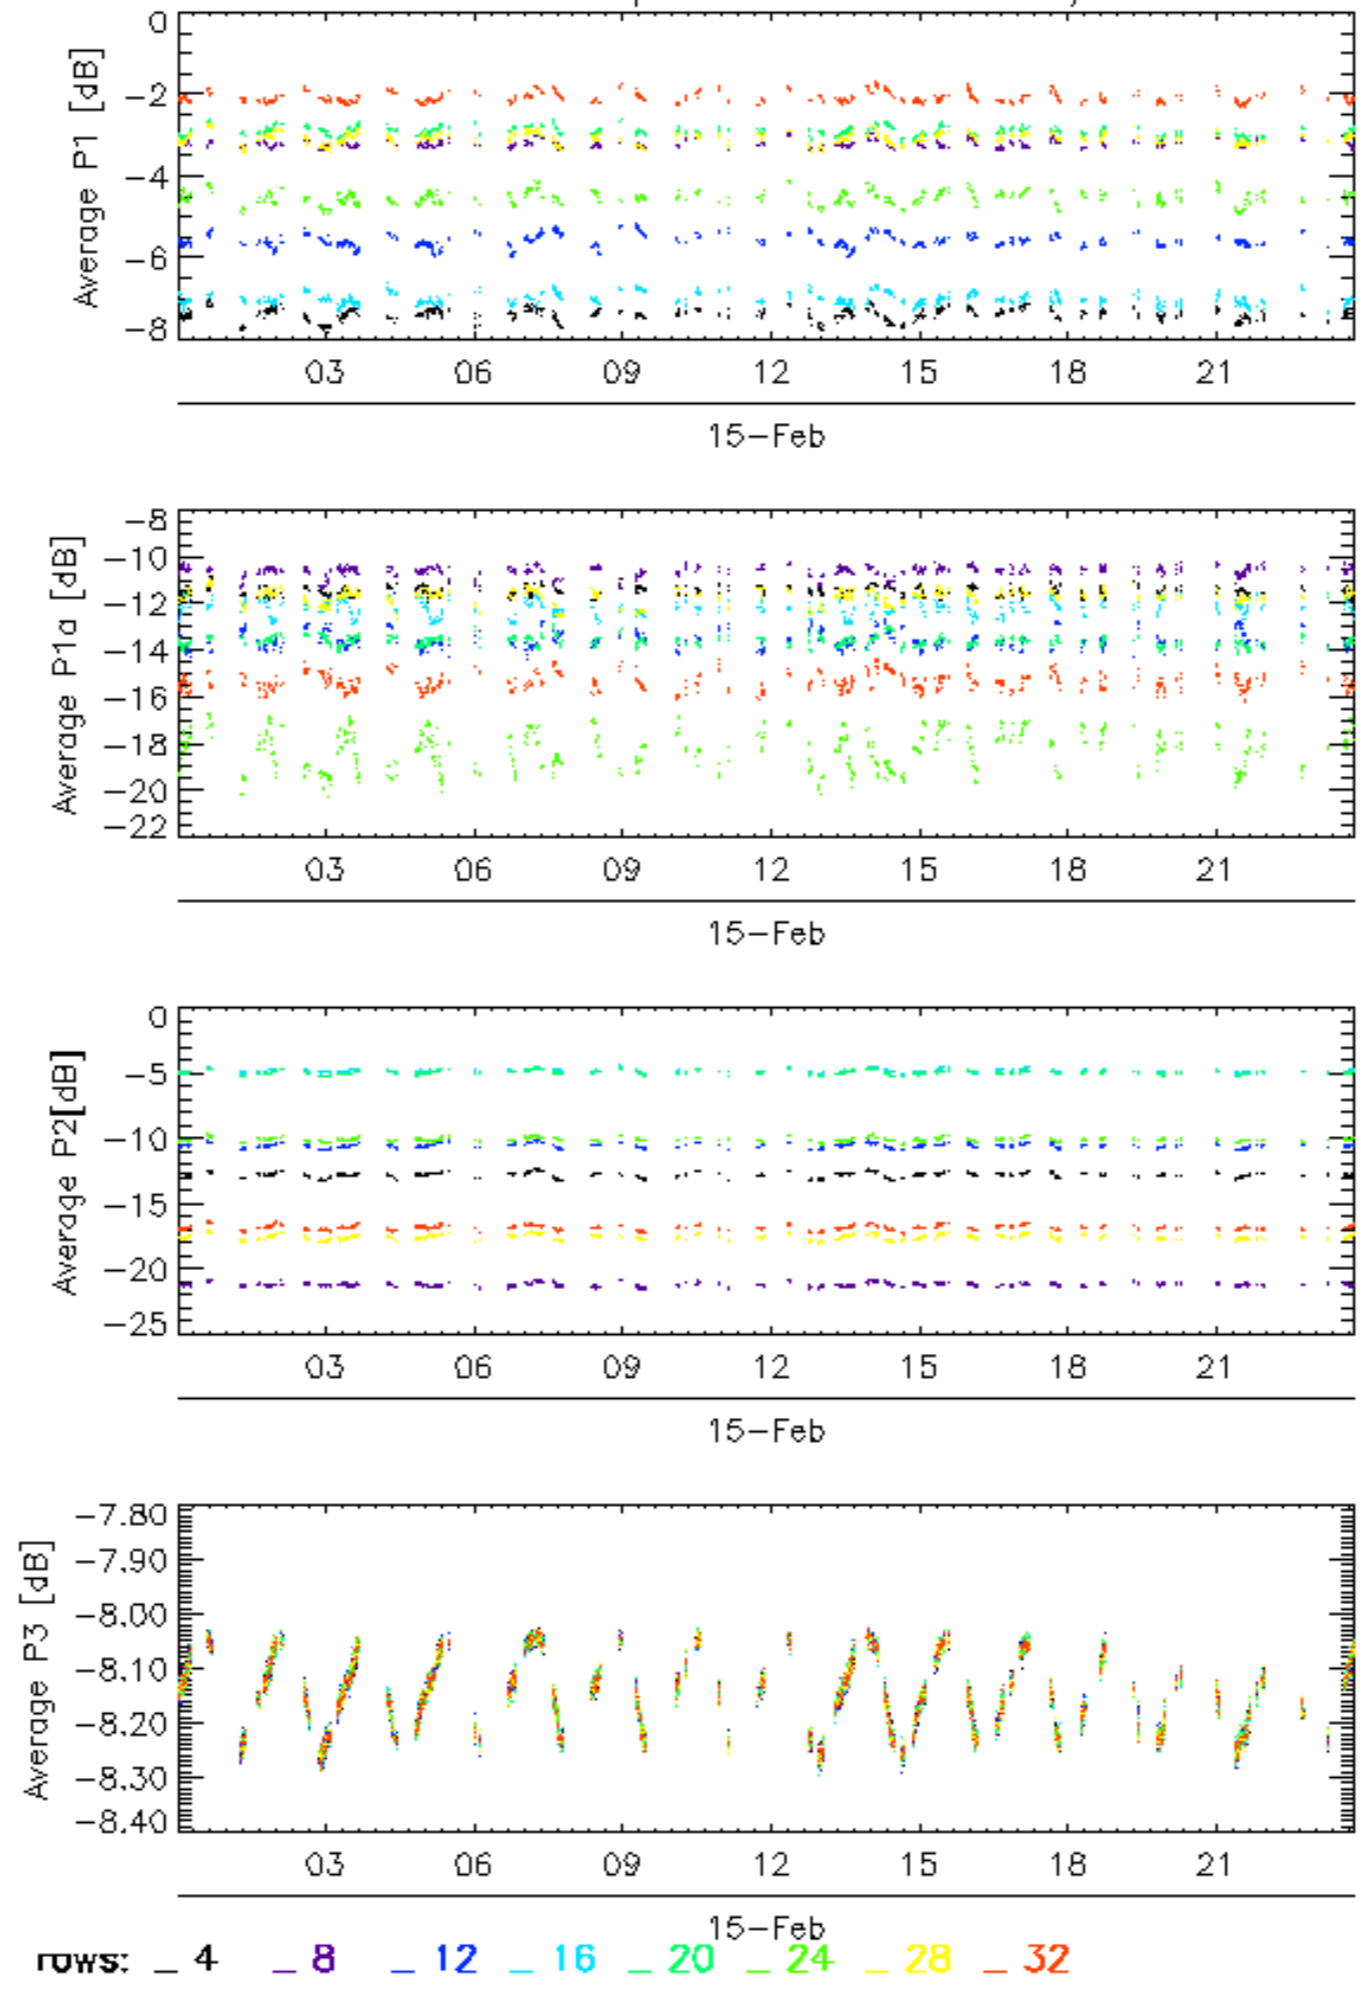 Average P1 [dB]
0
-2
-4
-6
-8
03 06 09 12 15 18 21
15-Feb
Average P1a [dB]
-8
-10
-12
-14
-16
-18
-20
-22
03 06 09 12 15 18 21
15-Feb
Average P2[dB]
0
-5
-10
-15
-20
-25
03 06 09 12 15 18 21
15-Feb
Average P3 [dB]
-7.80
-7.90
-8.00
-8.10
-8.20
-8.30
-8.40
03 06 09 12 15 18 21
15-Feb
rows: _ 4 _ 8 _ 12 _ 16 _ 20 _ 24 _ 28 _ 32